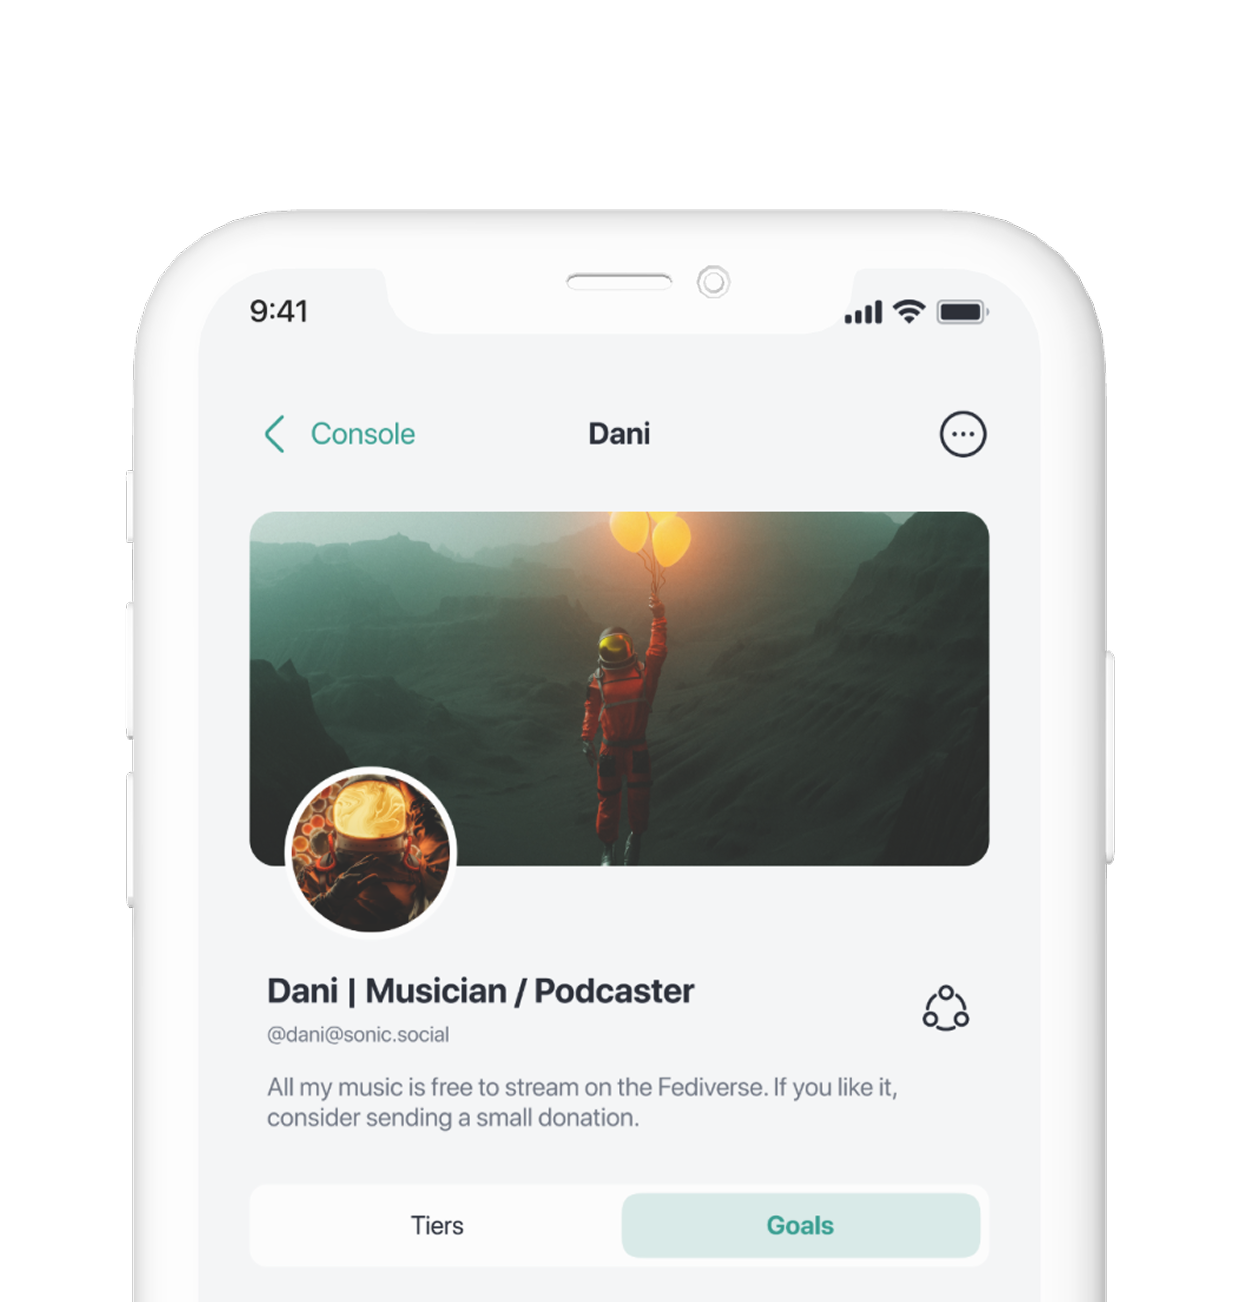 9:41
Console
Dani
Dani | Musician / Podcaster
@dani@sonic.social
All my music is free to stream on the Fediverse. If you like it,
consider sending a small donation.
Tiers
Goals